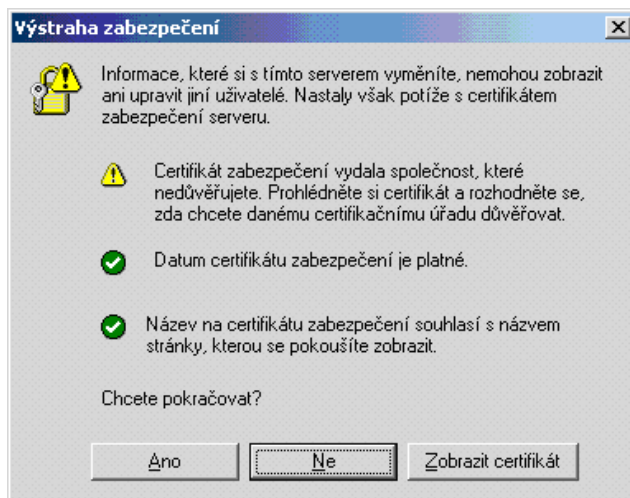 Výstraha zabezpečení
Informace, které si s tímto serverem vyměníte, nemohou zobrazit
ani upravit jiní uživatelé. Nastaly však potíže s certifikátem
zabezpečení serveru.
Certifikát zabezpečení vydala společnost, které
nedůvěřujete. Prohlédněte si certifikát a rozhodněte se,
zda chcete danému certifikačnímu úřadu důvěřovat.
Datum certifikátu zabezpečení je platné.
Název na certifikátu zabezpečení souhlasí s názvem
stránky, kterou se pokoušíte zobrazit.
Chcete pokračovat?
Ano
Ne
Zobrazit certifikát